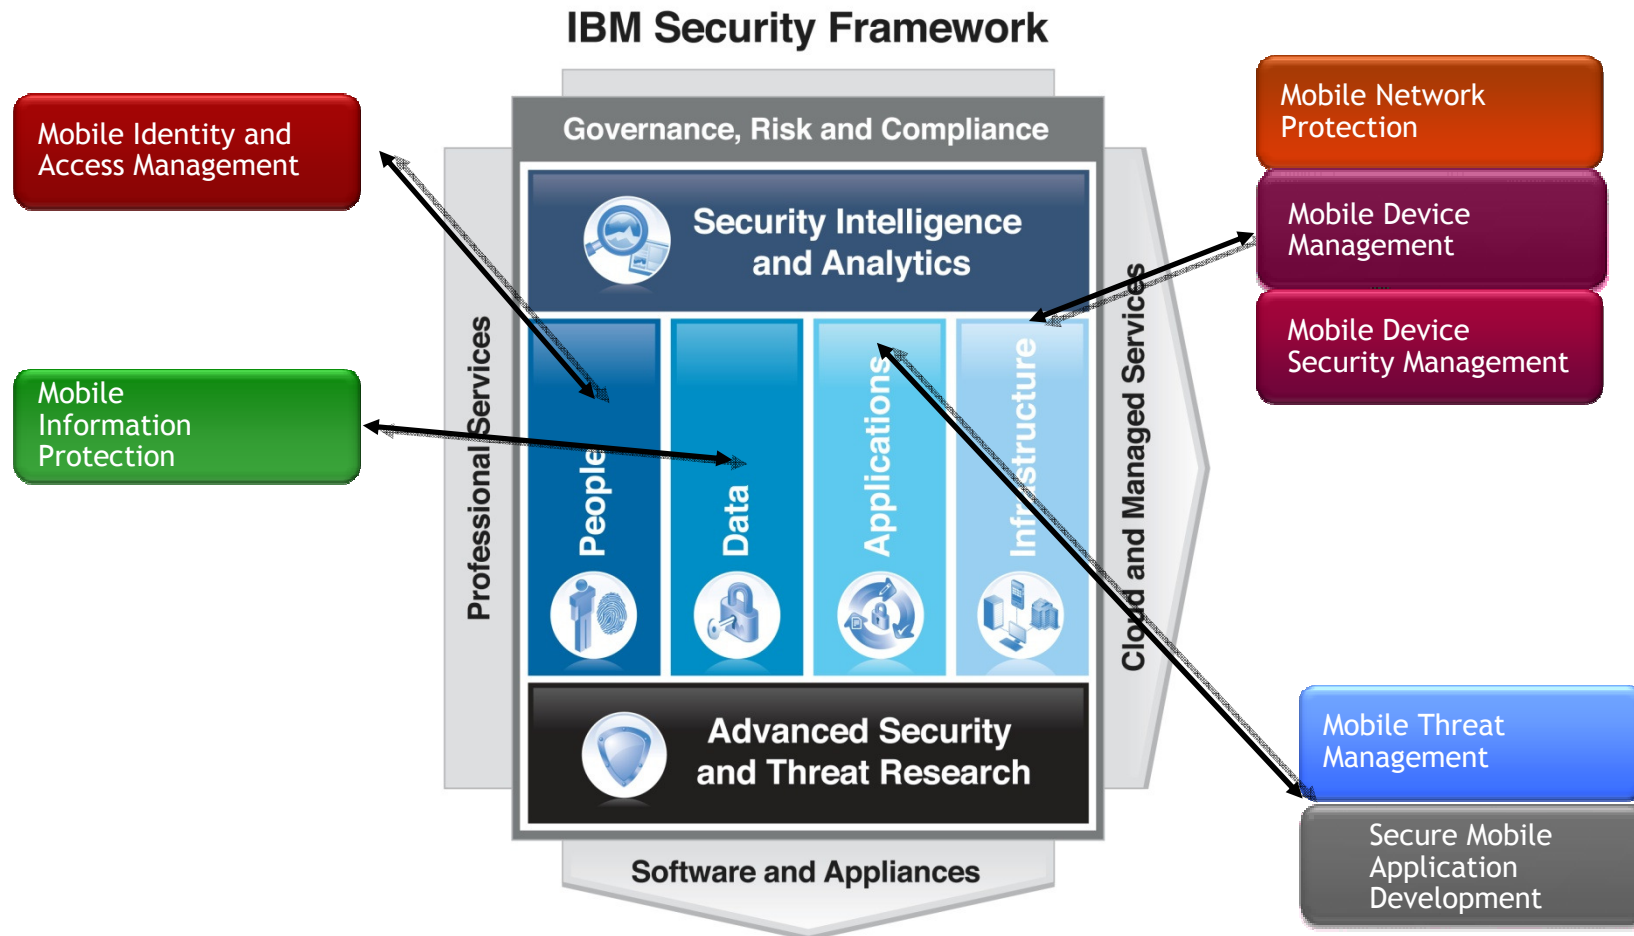 IBM Security Framework
Mobile Identity and
Access Management
Mobile
Information
Protection
Governance, Risk and Compliance
Security Intelligence
and Analytics
Professional Services
People
Data
Applications
Infrastructure
Cloud and Managed Services
Advanced Security
and Threat Research
Software and Appliances
Mobile Network
Protection
Mobile Device
Management
Mobile Device
Security Management
Mobile Threat
Management
Secure Mobile
Application
Development